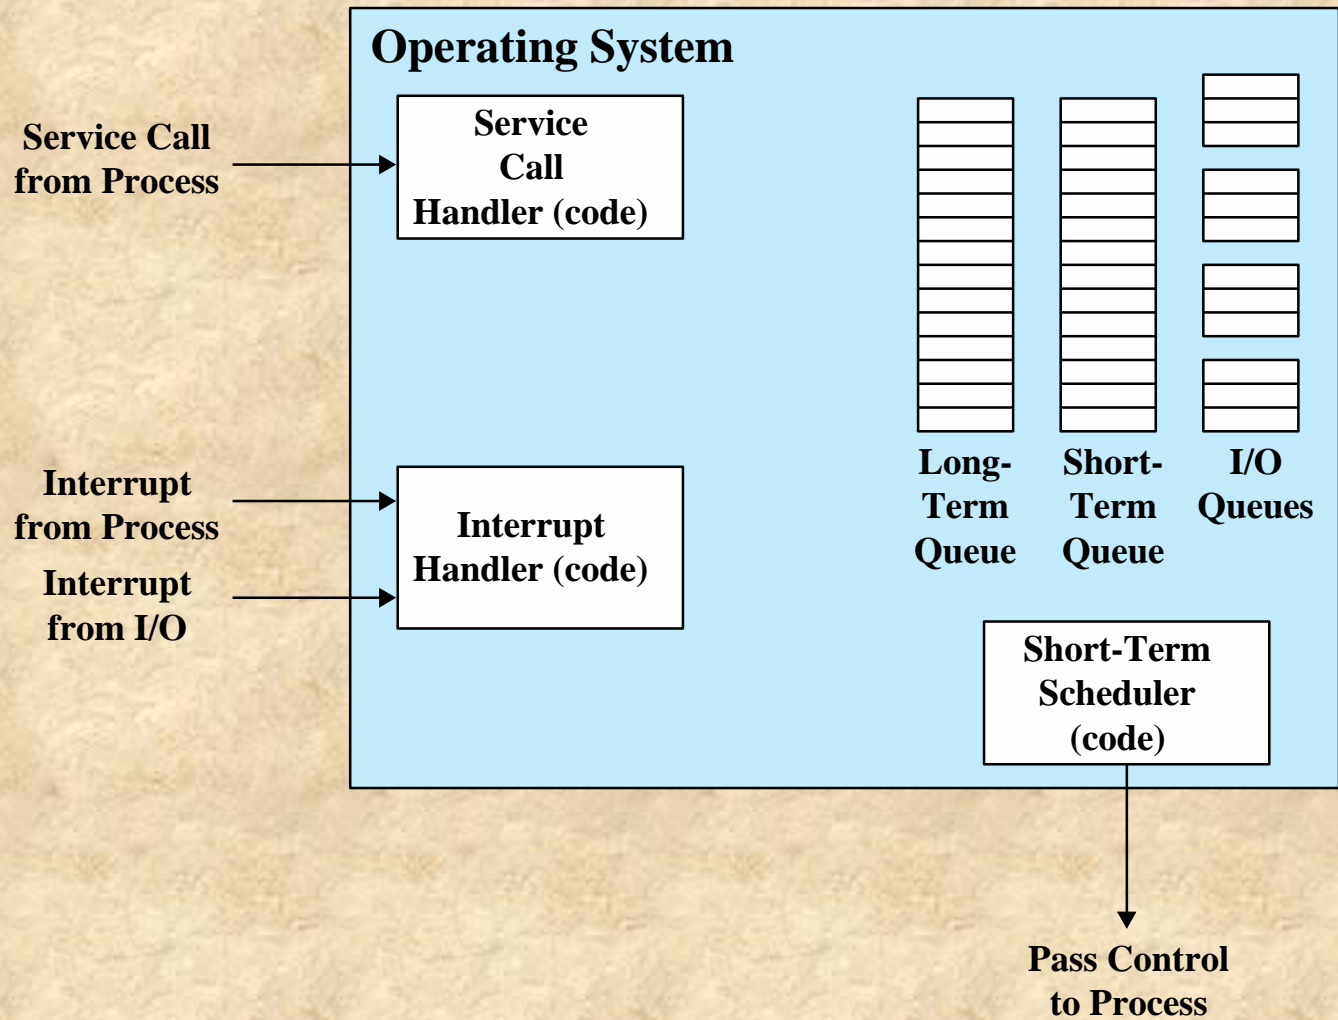 Operating System
Service Call
from Process
Service
Call
Handler (code)
Interrupt
from Process
Interrupt
from I/O
Interrupt
Handler (code)
Long-
Term
Queue
Short-
Term
Queue
I/O
Queues
Short-Term
Scheduler
(code)
Pass Control
to Process